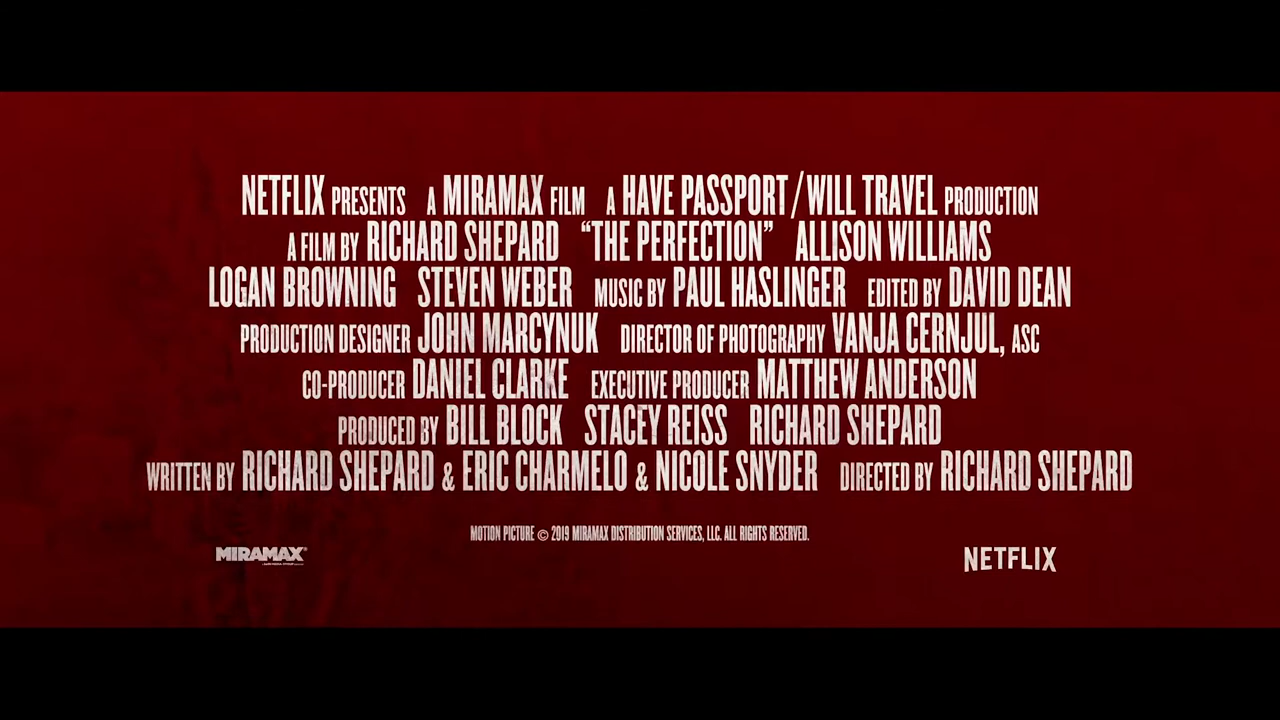 NETFLIX PRESENTS A MIRAMAX FILM A HAVE PASSPORT/WILL TRAVEL PRODUCTION
A FILM BY RICHARD SHEPARD “THE PERFECTION” ALLISON WILLIAMS
LOGAN BROWNING STEVEN WEBER MUSIC BY PAUL HASLINGER EDITED BY DAVID DEAN
PRODUCTION DESIGNER JOHN MARCYNUK DIRECTOR OF PHOTOGRAPHY VANJA CERNJUL, ASC
CO-PRODUCER DANIEL CLARKE EXECUTIVE PRODUCER MATTHEW ANDERSON
PRODUCED BY BILL BLOCK STACEY REISS RICHARD SHEPARD
WRITTEN BY RICHARD SHEPARD & ERIC CHARMELO & NICOLE SNYDER DIRECTED BY RICHARD SHEPARD
MOTION PICTURE © 2019 MIRAMAX DISTRIBUTION SERVICES, LLC. ALL RIGHTS RESERVED.
MIRAMAX
NETFLIX